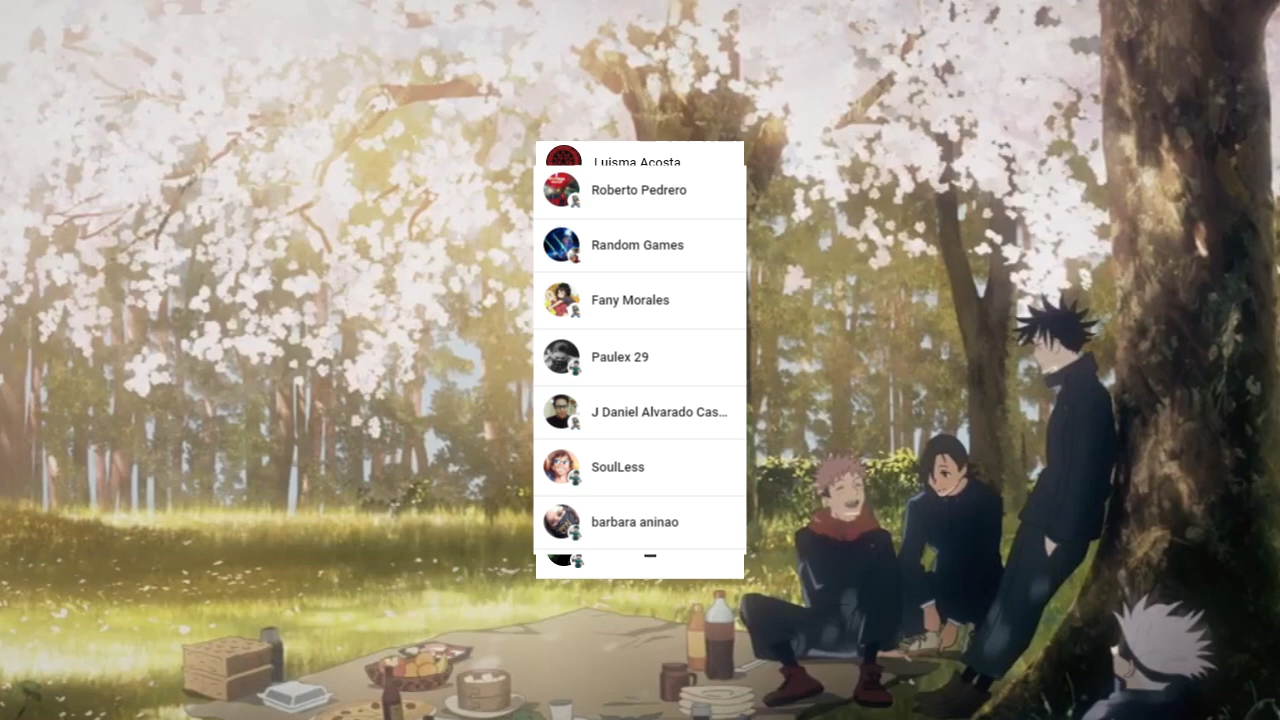 Luisma Acosta
Roberto Pedrero
Random Games
Fany Morales
Paulex 29
J Daniel Alvarado Cas...
SoulLess
barbara aninao